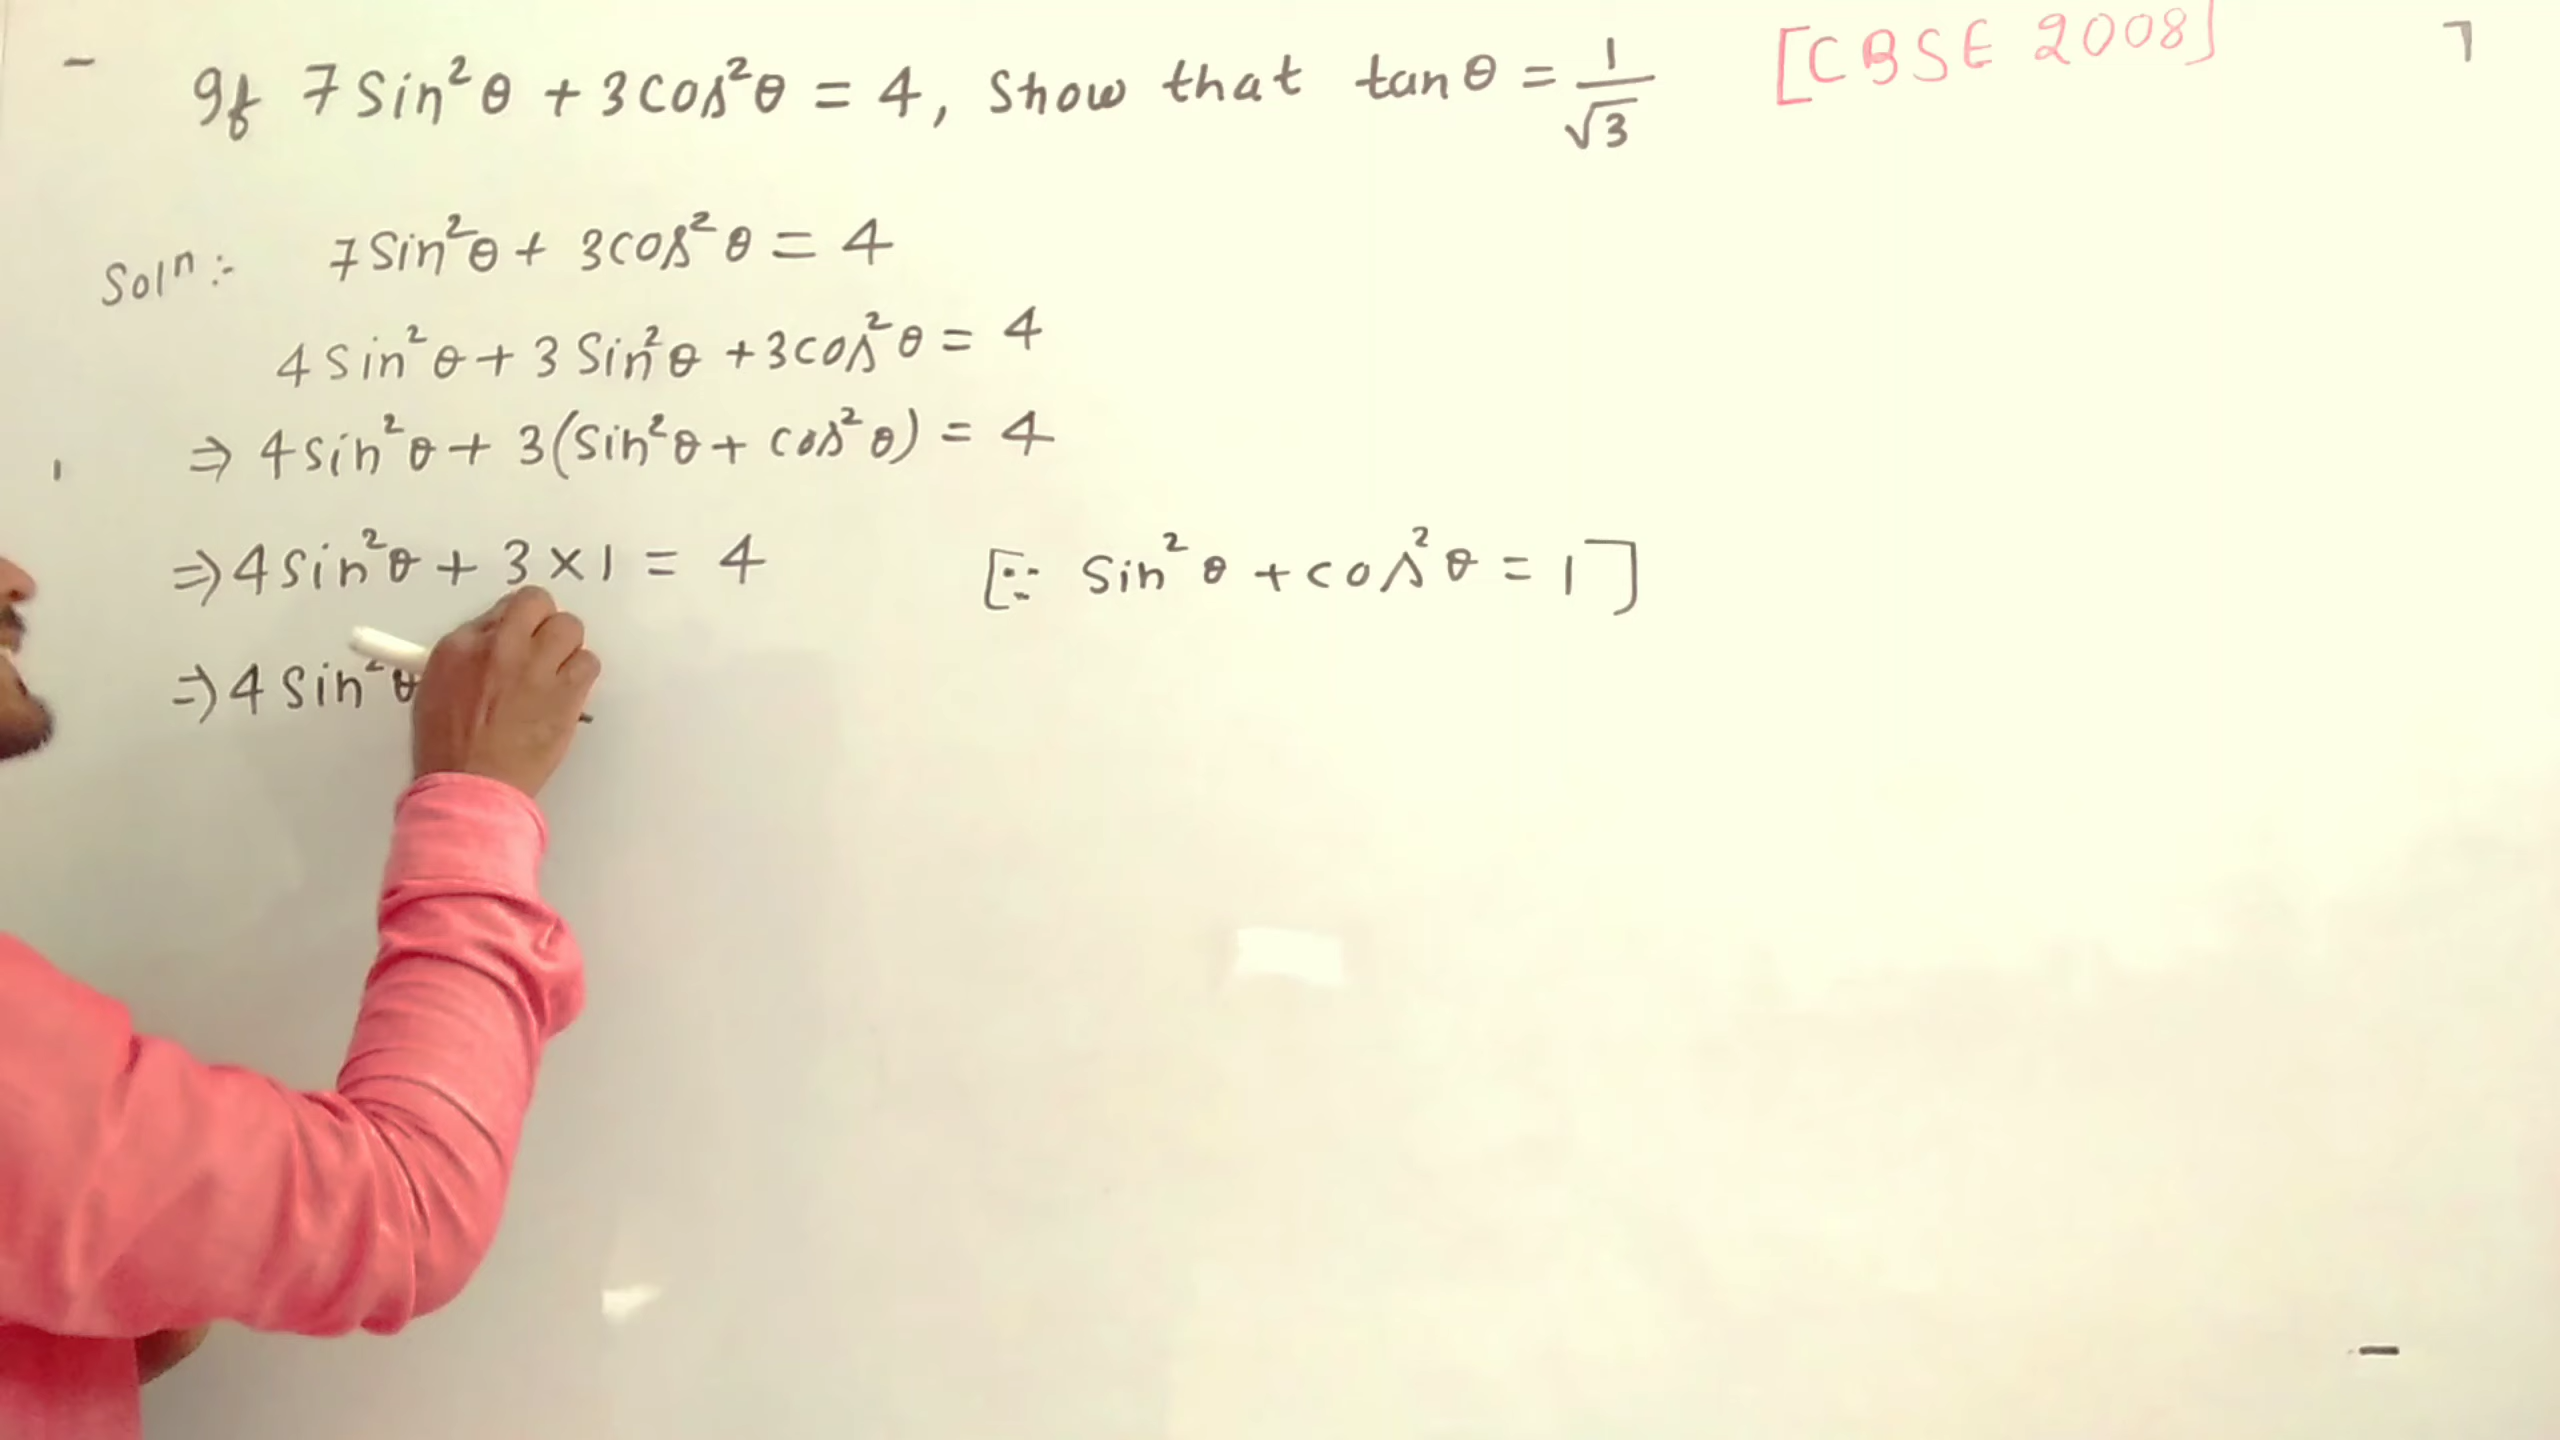 If 7 Sin²θ + 3 cos²θ = 4, Show that tanθ = 1/√3 [CBSE 2008]
Solⁿ :- 7 Sin²θ + 3 cos²θ = 4
4 Sin²θ + 3 Sin²θ + 3 cos²θ = 4
⇒ 4 sin²θ + 3(Sin²θ + cos²θ) = 4
⇒ 4 sin²θ + 3 × 1 = 4 [∵ Sin²θ + cos²θ = 1]
⇒ 4 Sin²θ